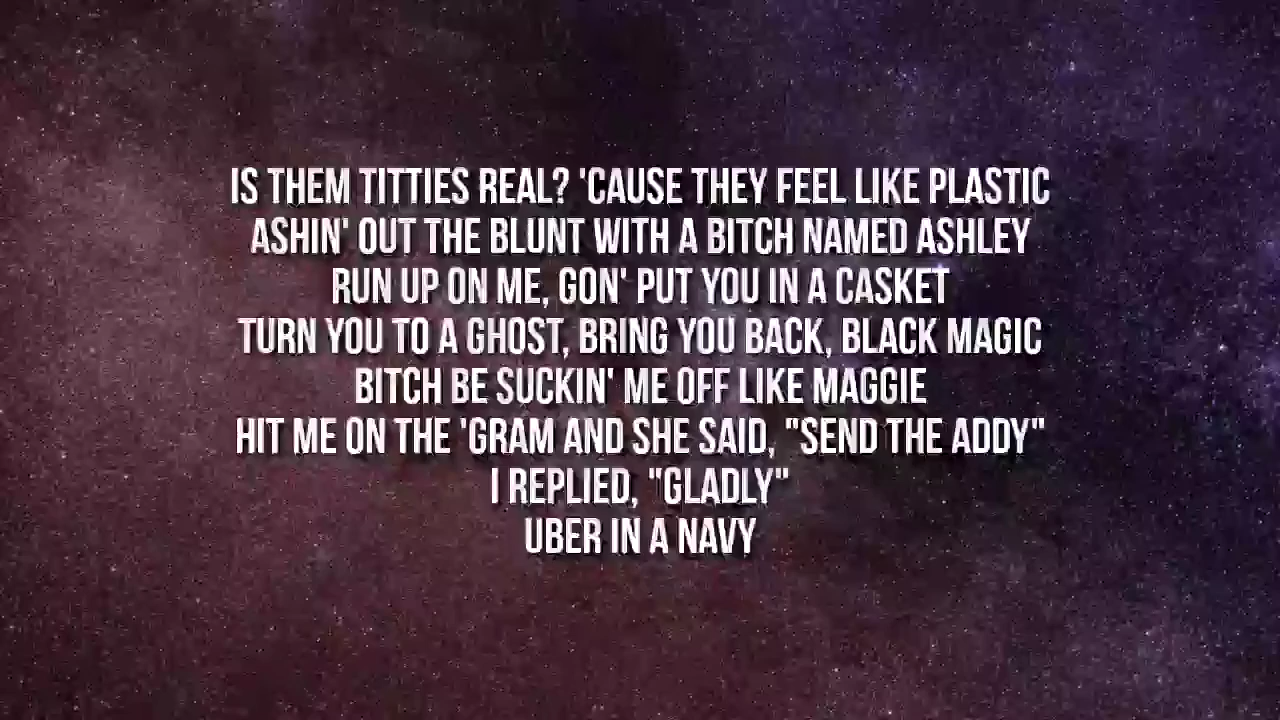 IS THEM TITTIES REAL? 'CAUSE THEY FEEL LIKE PLASTIC
ASHIN' OUT THE BLUNT WITH A BITCH NAMED ASHLEY
RUN UP ON ME, GON' PUT YOU IN A CASKET
TURN YOU TO A GHOST, BRING YOU BACK, BLACK MAGIC
BITCH BE SUCKIN' ME OFF LIKE MAGGIE
HIT ME ON THE 'GRAM AND SHE SAID, "SEND THE ADDY"
I REPLIED, "GLADLY"
UBER IN A NAVY